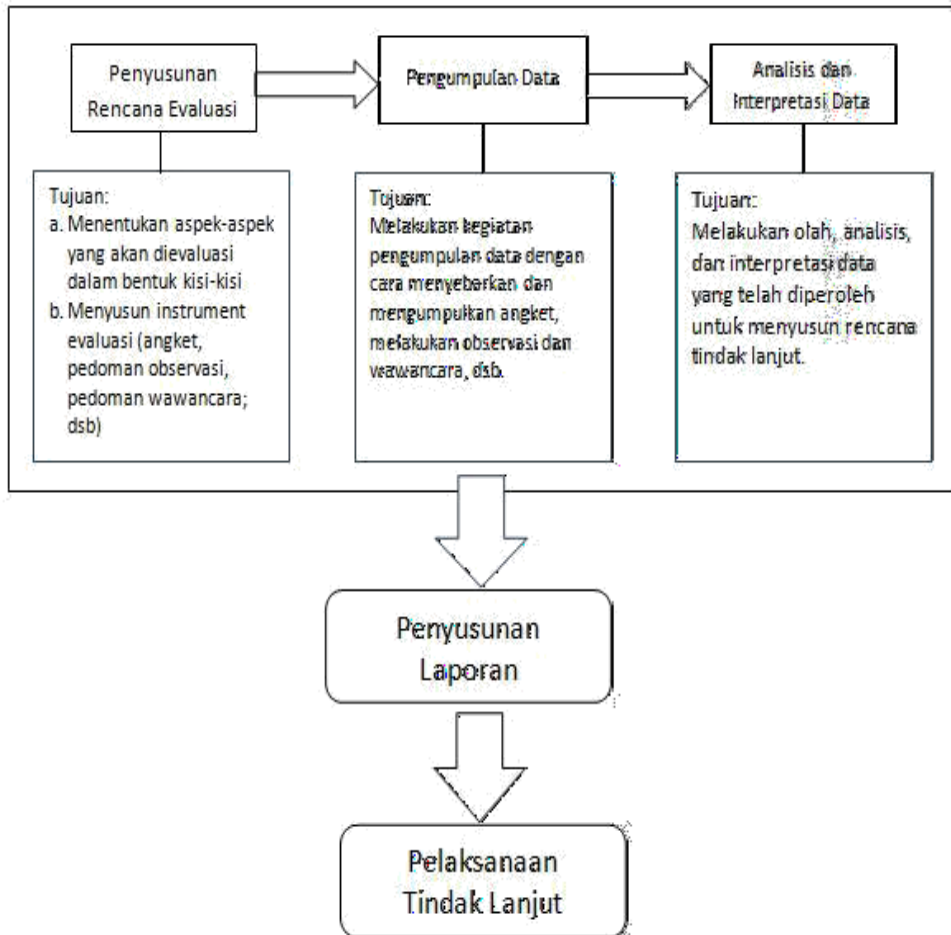 Penyusunan
Rencana Evaluasi
Pengumpulan Data
Analisis dan
Interpretasi Data
Tujuan:
a. Menentukan aspek-aspek
yang akan dievaluasi
dalam bentuk kisi-kisi
b. Menyusun instrument
evaluasi (angket,
pedoman observasi,
pedoman wawancara;
dsb)
Tujuan:
Melakukan kegiatan
pengumpulan data dengan
cara menyebarkan dan
mengumpulkan angket,
melakukan observasi dan
wawancara, dsb.
Tujuan:
Melakukan olah, analisis,
dan interpretasi data
yang telah diperoleh
untuk menyusun rencana
tindak lanjut.
Penyusunan
Laporan
Pelaksanaan
Tindak Lanjut